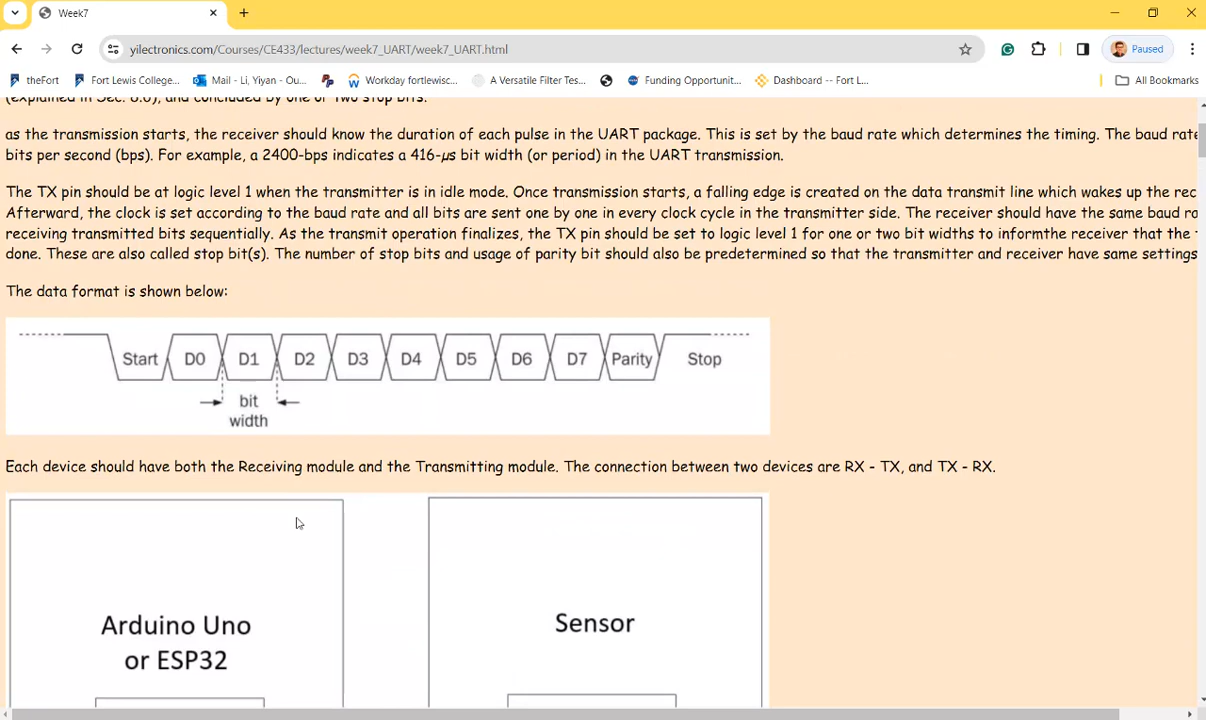 Week7
yilectronics.com/Courses/CE433/lectures/week7_UART/week7_UART.html
Paused
theFort
Fort Lewis College...
Mail - Li, Yiyan - Ou...
Workday fortlewisc...
A Versatile Filter Tes...
Funding Opportunit...
Dashboard -- Fort L...
All Bookmarks
(explained in Sec. 8.6), and concluded by one or two stop bits.
as the transmission starts, the receiver should know the duration of each pulse in the UART package. This is set by the baud rate which determines the timing. The baud rate
bits per second (bps). For example, a 2400-bps indicates a 416-μs bit width (or period) in the UART transmission.
The TX pin should be at logic level 1 when the transmitter is in idle mode. Once transmission starts, a falling edge is created on the data transmit line which wakes up the rec
Afterward, the clock is set according to the baud rate and all bits are sent one by one in every clock cycle in the transmitter side. The receiver should have the same baud ra
receiving transmitted bits sequentially. As the transmit operation finalizes, the TX pin should be set to logic level 1 for one or two bit widths to informthe receiver that the
done. These are also called stop bit(s). The number of stop bits and usage of parity bit should also be predetermined so that the transmitter and receiver have same settings
The data format is shown below:
Start D0 D1 D2 D3 D4 D5 D6 D7 Parity Stop
bit
width
Each device should have both the Receiving module and the Transmitting module. The connection between two devices are RX - TX, and TX - RX.
Arduino Uno
or ESP32
Sensor